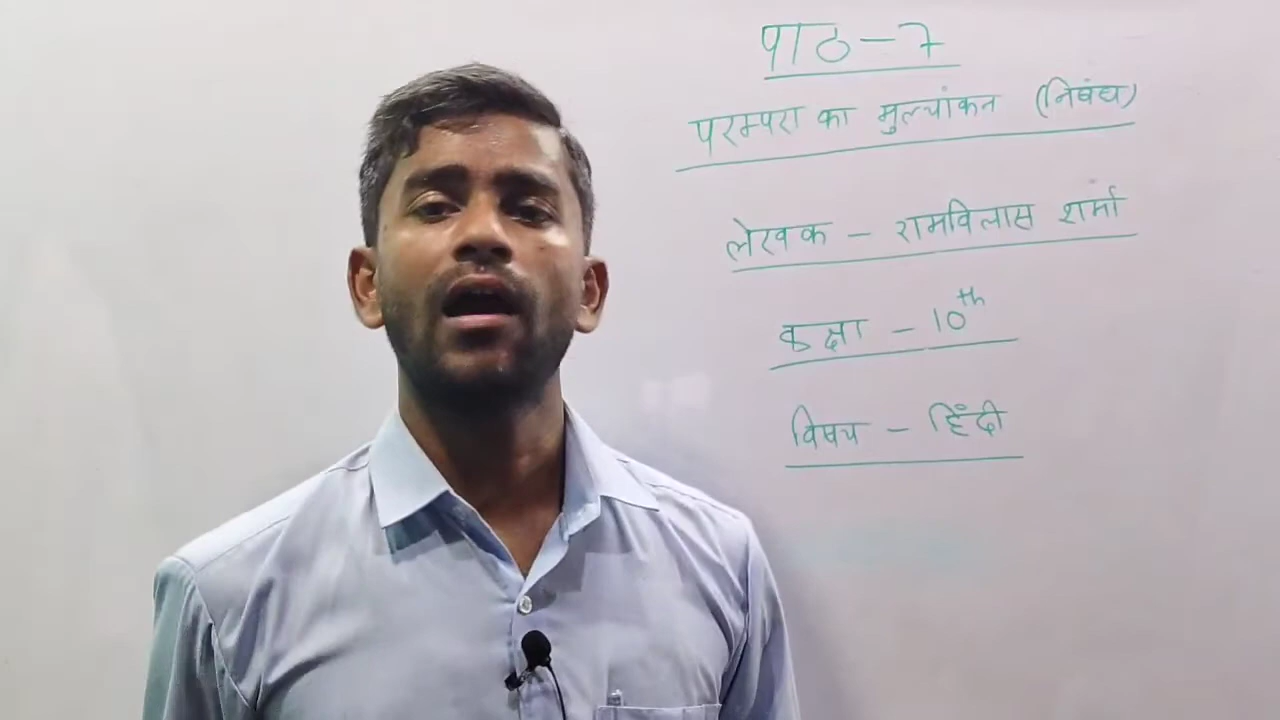 पाठ - 7
परम्परा का मुल्यांकन (निबंध)
लेखक - रामविलास शर्मा
कक्षा - 10th
विषय - हिंदी